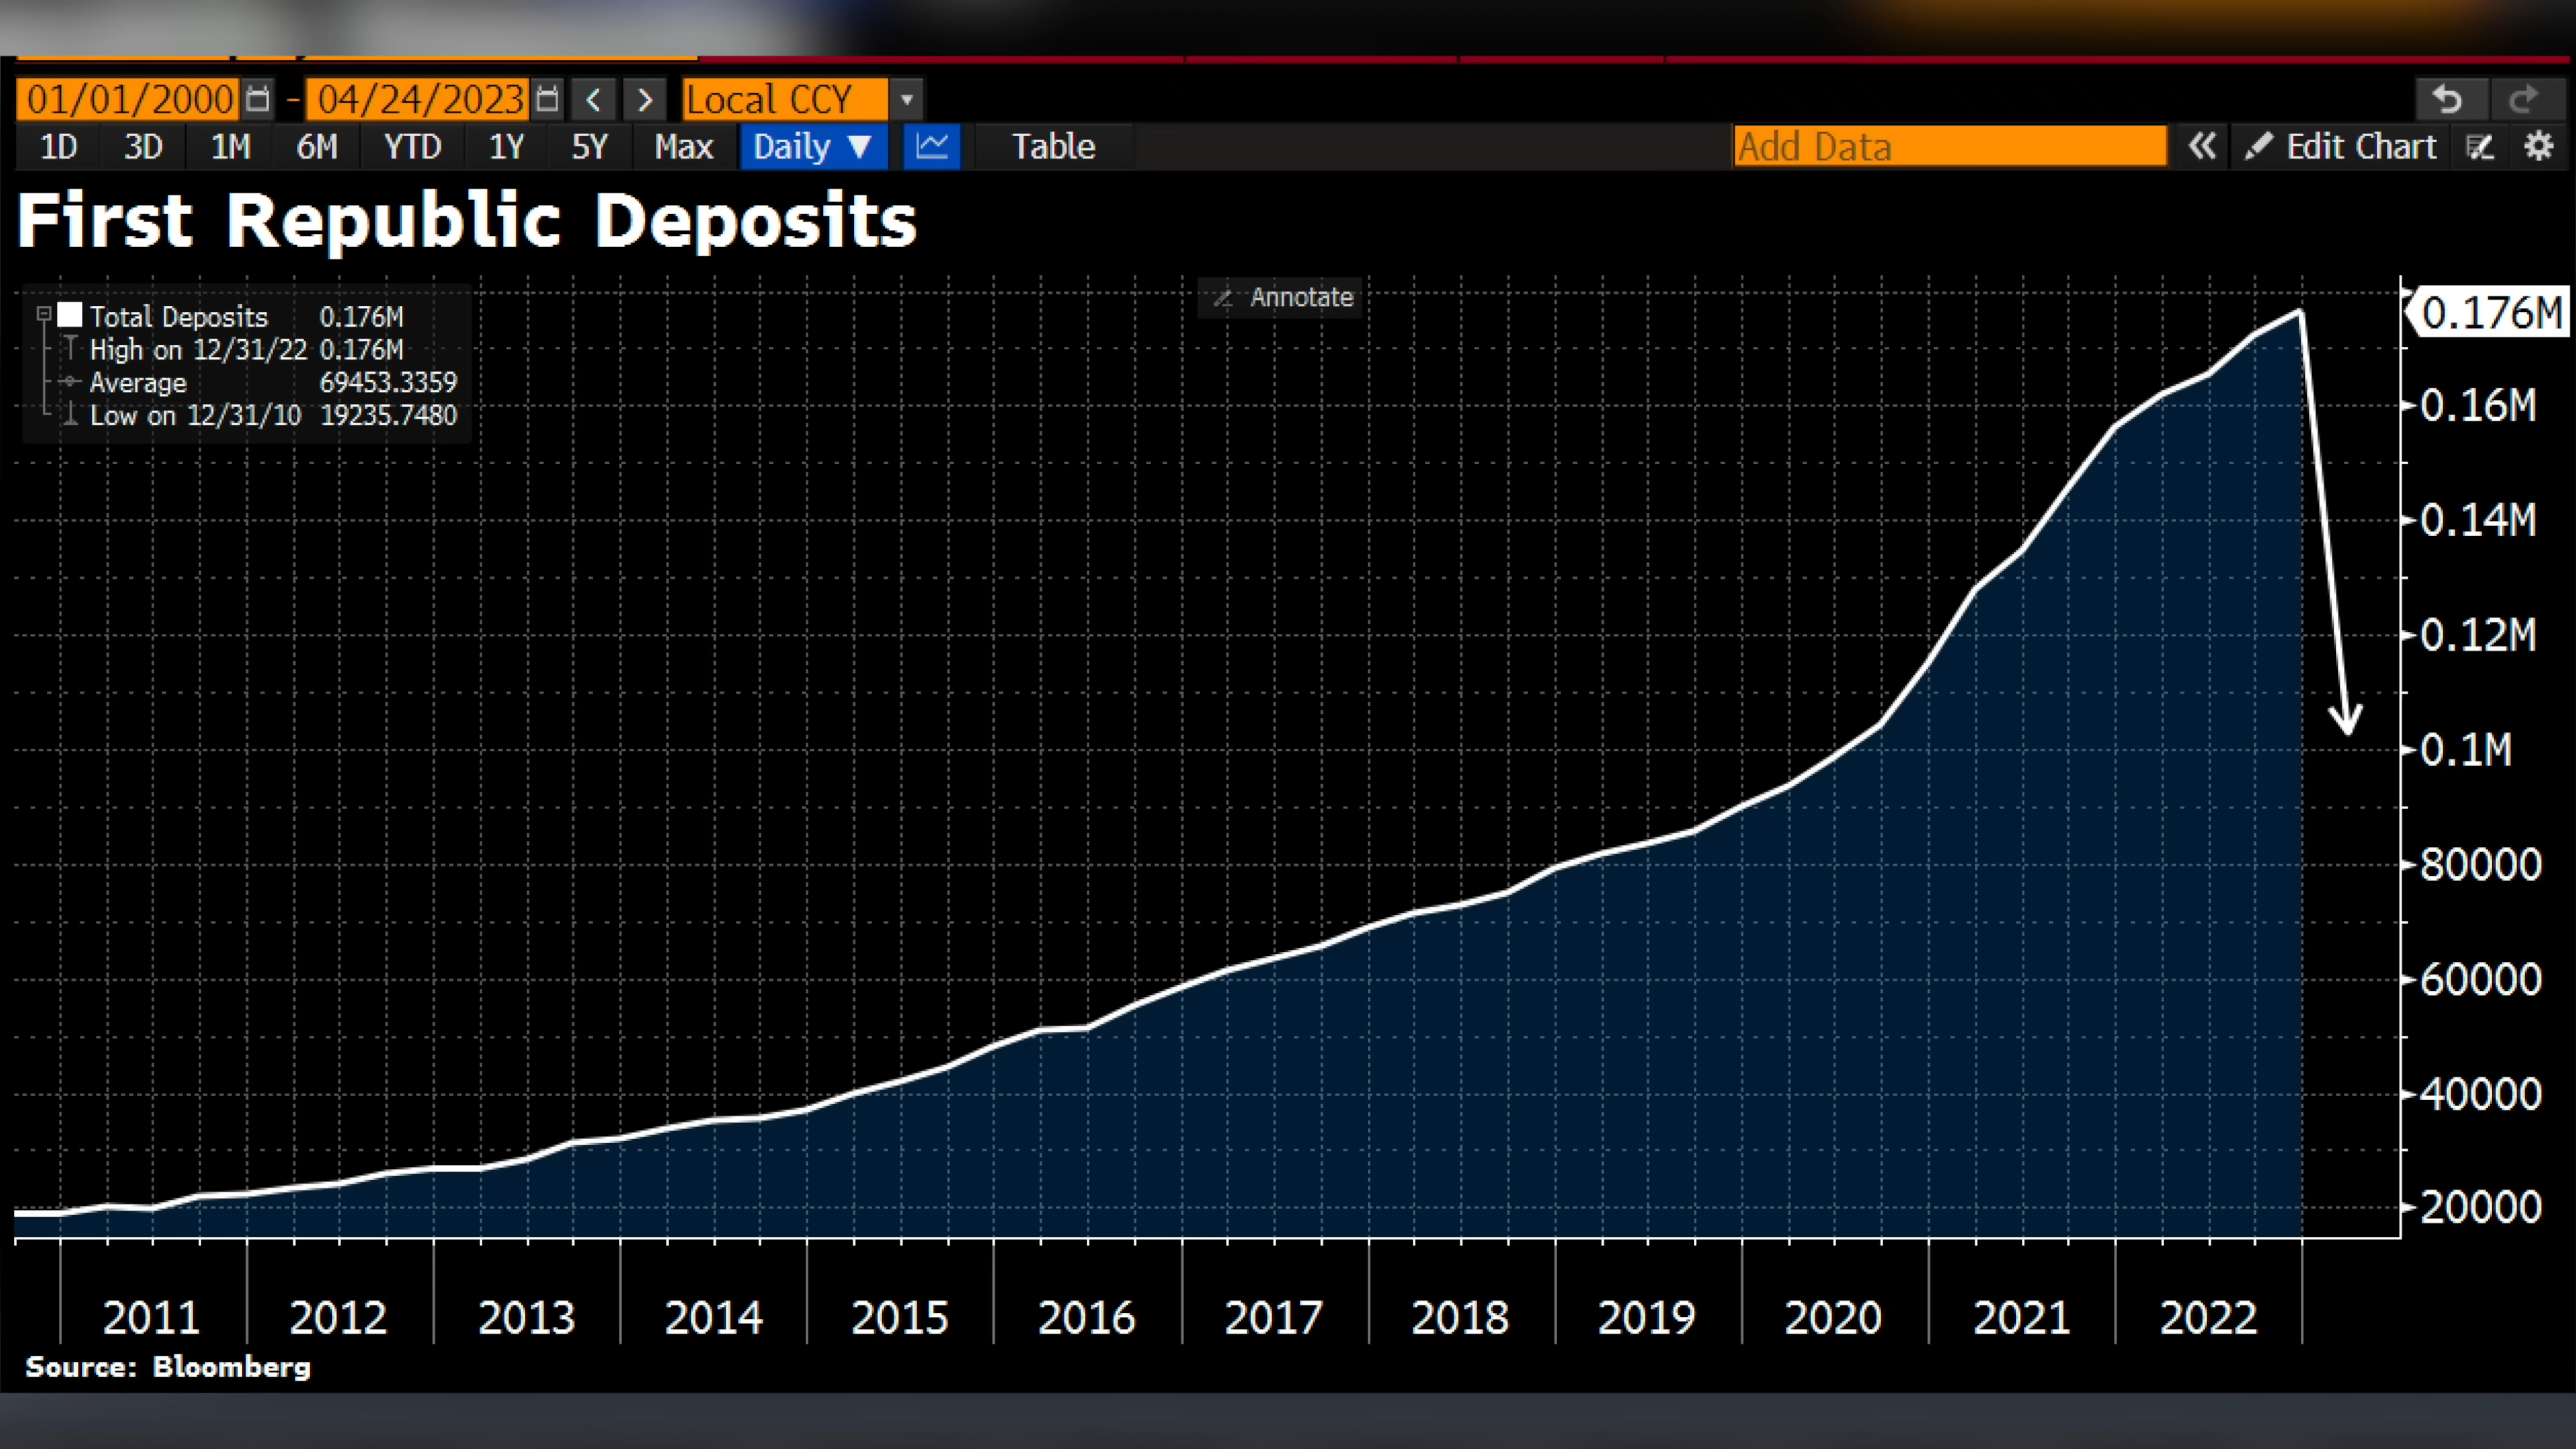 01/01/2000 - 04/24/2023 < > Local CCY
1D 3D 1M 6M YTD 1Y 5Y Max Daily ▼ Table Add Data « Edit Chart
First Republic Deposits
Annotate
Total Deposits 0.176M
High on 12/31/22 0.176M
Average 69453.3359
Low on 12/31/10 19235.7480
0.176M
0.16M
0.14M
0.12M
0.1M
80000
60000
40000
20000
2011 2012 2013 2014 2015 2016 2017 2018 2019 2020 2021 2022
Source: Bloomberg